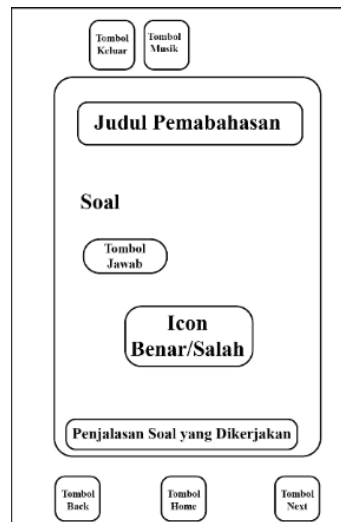 Tombol
Keluar
Tombol
Musik
Judul Pemabahasan
Soal
Tombol
Jawab
Icon
Benar/Salah
Penjalasan Soal yang Dikerjakan
Tombol
Back
Tombol
Home
Tombol
Next